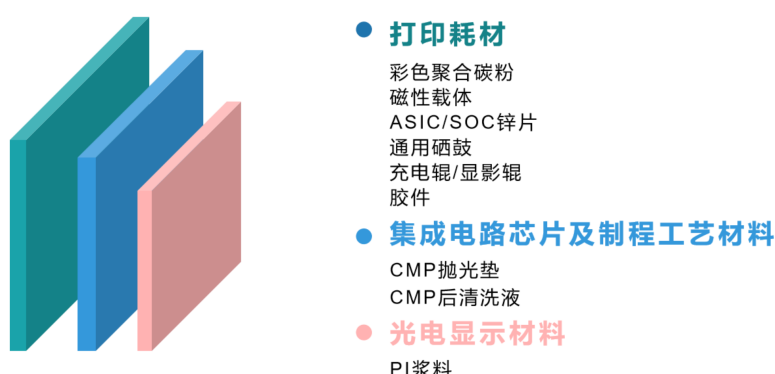 打印耗材
彩色聚合碳粉
磁性载体
ASIC/SOC锌片
通用硒鼓
充电辊/显影辊
胶件
集成电路芯片及制程工艺材料
CMP抛光垫
CMP后清洗液
光电显示材料
PI浆料